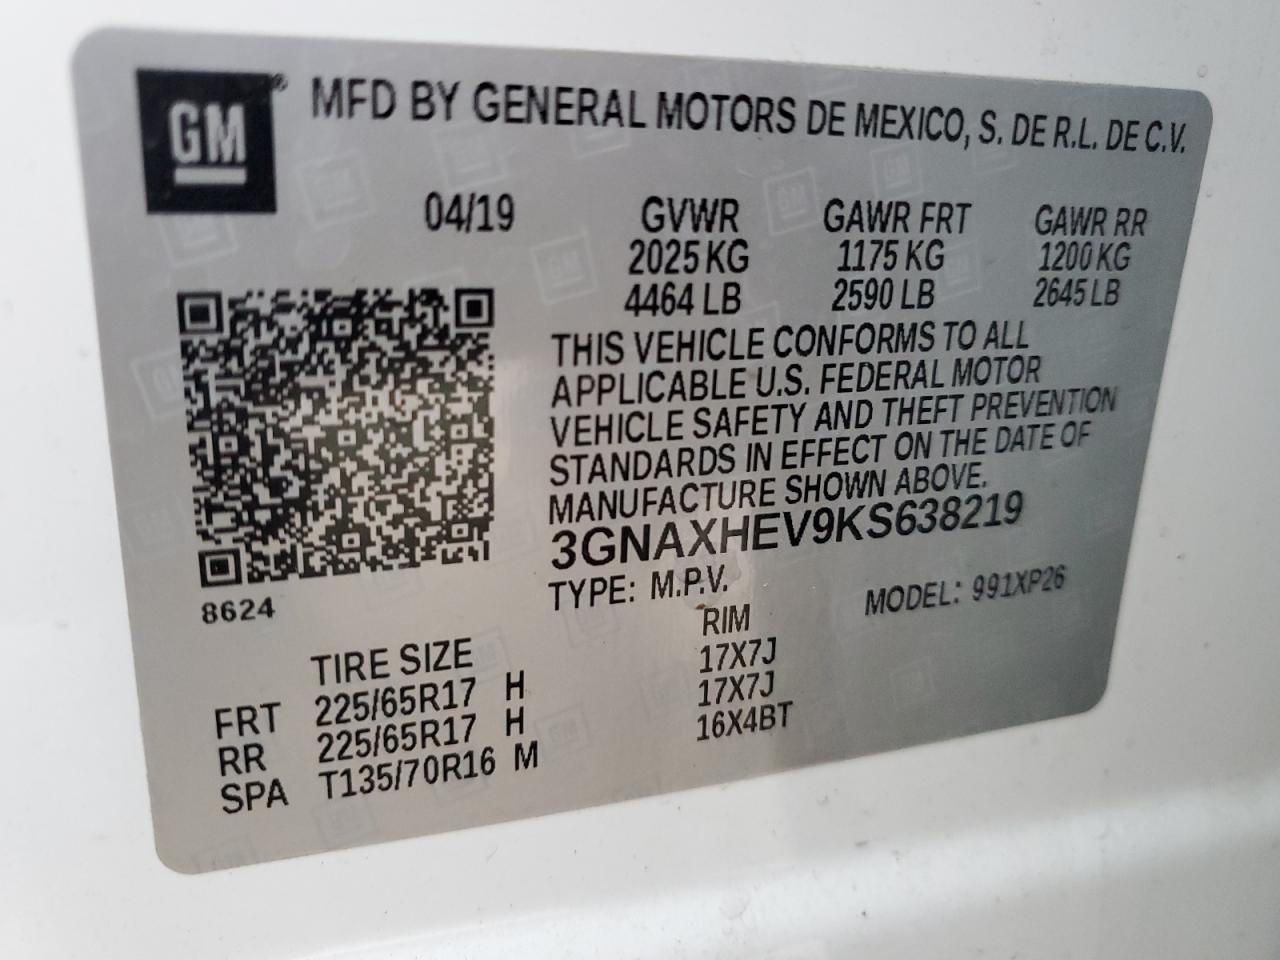 GM® MFD BY GENERAL MOTORS DE MEXICO, S. DE R.L. DE C.V.
04/19 GVWR GAWR FRT GAWR RR
2025 KG 1175 KG 1200 KG
4464 LB 2590 LB 2645 LB
THIS VEHICLE CONFORMS TO ALL
APPLICABLE U.S. FEDERAL MOTOR
VEHICLE SAFETY AND THEFT PREVENTION
STANDARDS IN EFFECT ON THE DATE OF
MANUFACTURE SHOWN ABOVE.
3GNAXHEV9KS638219
8624 TYPE: M.P.V. MODEL: 991XP26
TIRE SIZE RIM
FRT 225/65R17 H 17X7J
RR 225/65R17 H 17X7J
SPA T135/70R16 M 16X4BT